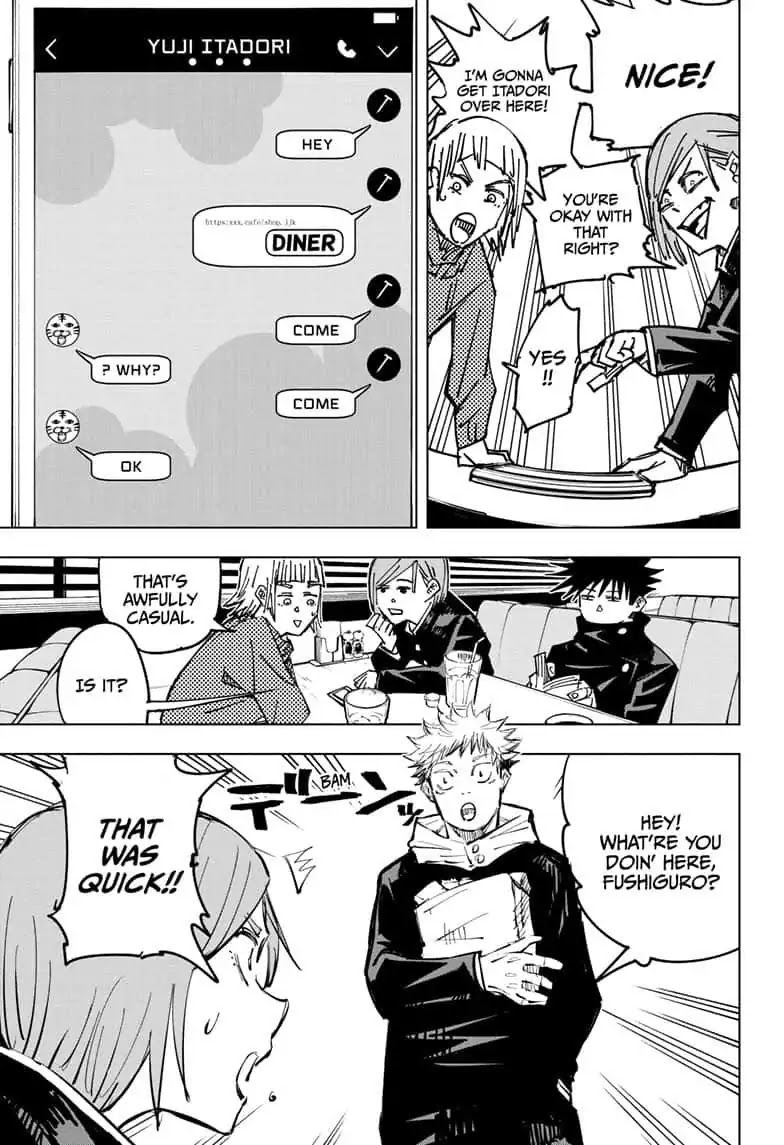 NICE!
I'M GONNA
GET ITADORI
OVER HERE!
YOU'RE
OKAY WITH
THAT
RIGHT?
YES
!!
YUJI ITADORI
HEY
https:xxx.cafe/shop.ijk
DINER
COME
? WHY?
COME
OK
THAT'S
AWFULLY
CASUAL.
IS IT?
HEY!
WHAT'RE YOU
DOIN' HERE,
FUSHIGURO?
BAM
THAT
WAS
QUICK!!